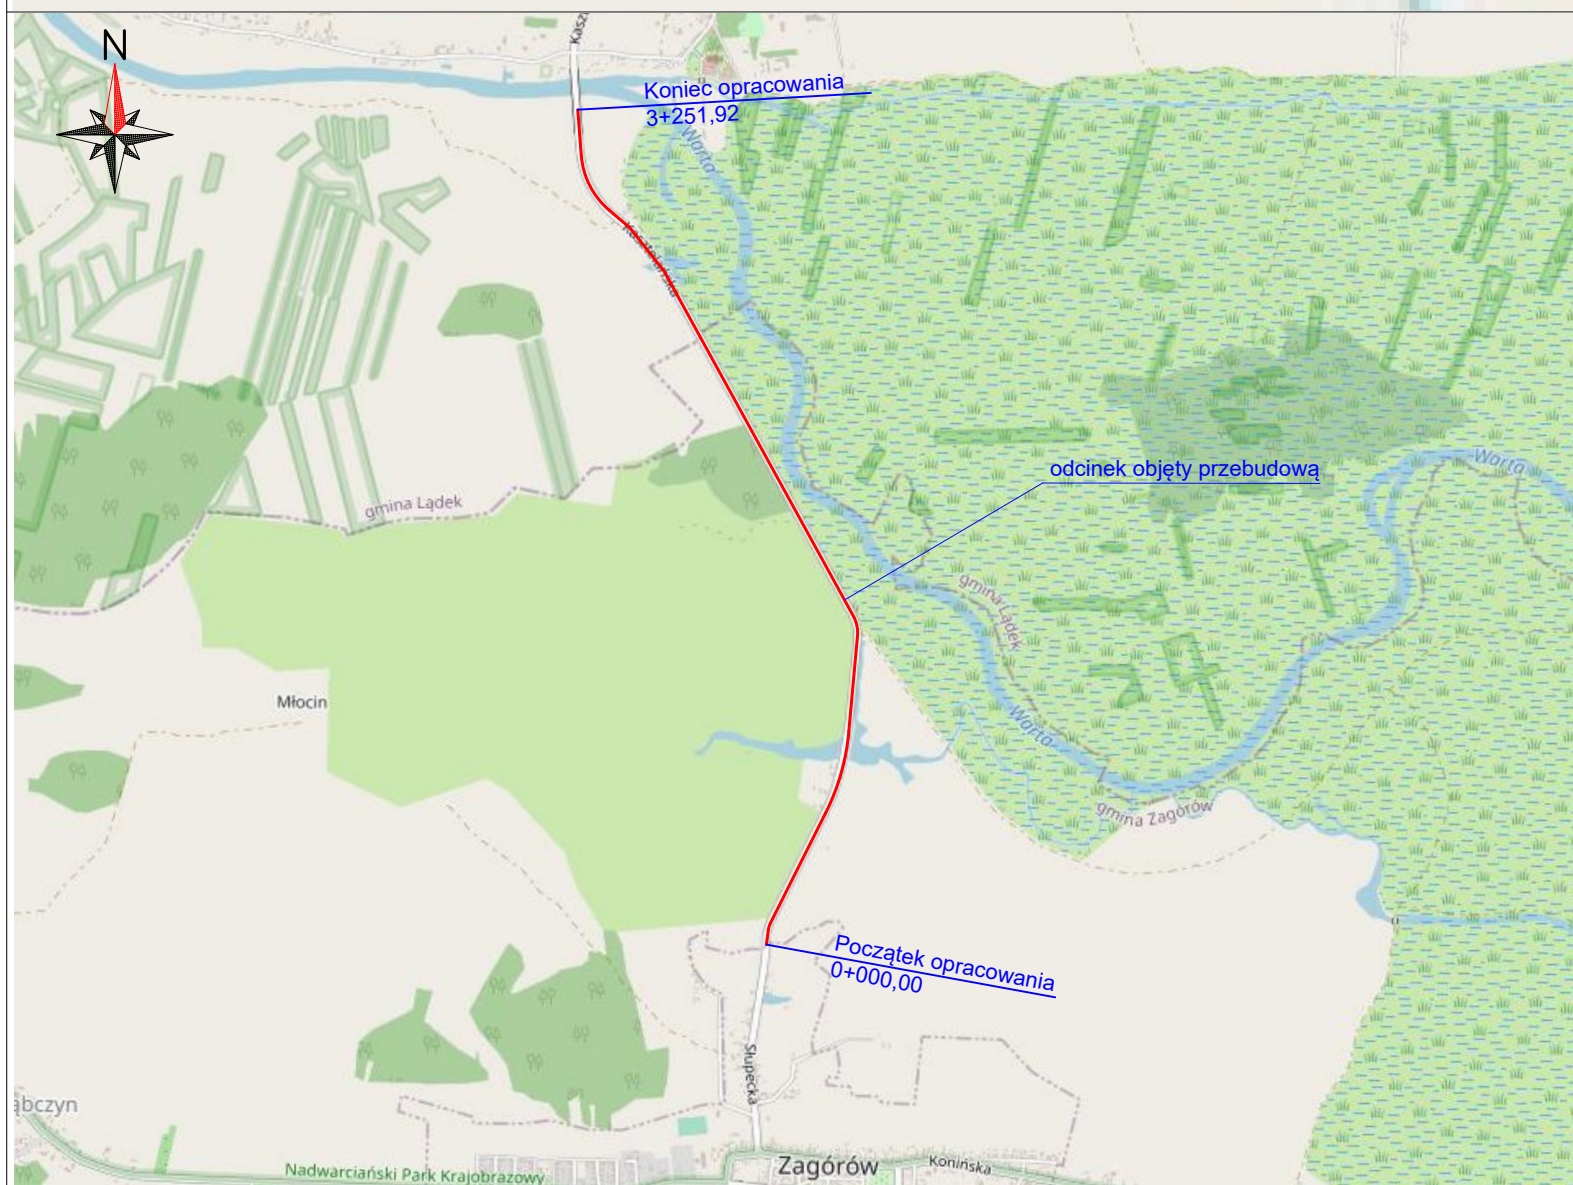 N
Koniec opracowania
3+251,92
Warta
Kasztelańska
odcinek objęty przebudową
Warta
gmina Lądek
gmina Lądek
Młocin
Warta
gmina Zagórów
Początek opracowania
0+000,00
Słupecka
Nadwarciański Park Krajobrazowy
Zagórów
Konińska